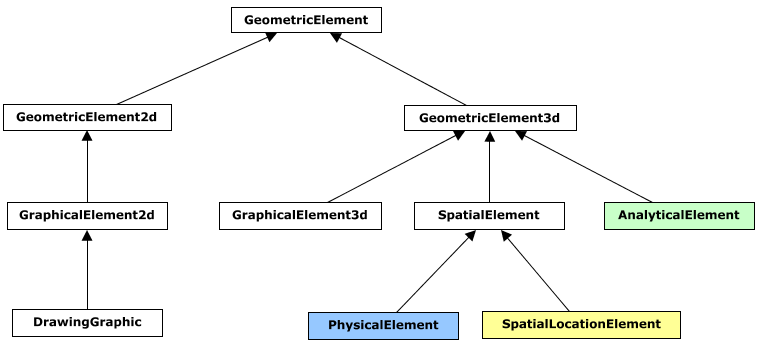 GeometricElement
GeometricElement2d
GeometricElement3d
GraphicalElement2d
GraphicalElement3d
SpatialElement
AnalyticalElement
DrawingGraphic
PhysicalElement
SpatialLocationElement